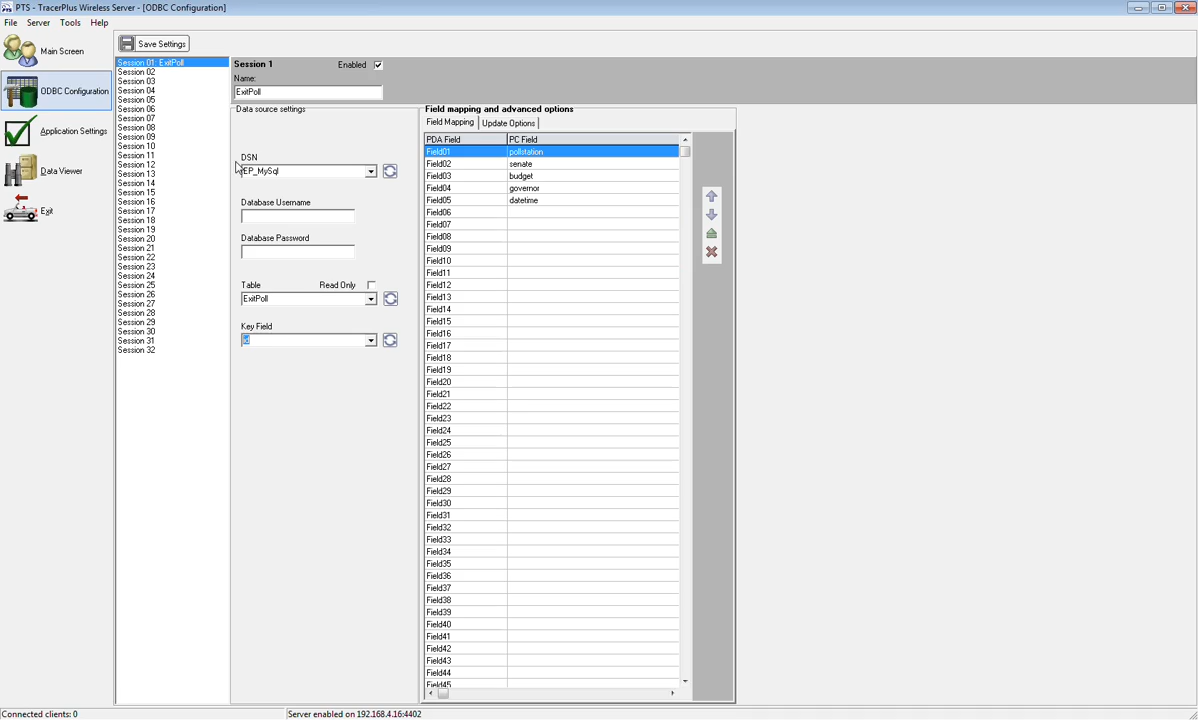 PTS - TracerPlus Wireless Server - [ODBC Configuration]
File Server Tools Help
Main Screen
ODBC Configuration
Application Settings
Data Viewer
Exit
Save Settings
Session 01: ExitPoll
Session 02
Session 03
Session 04
Session 05
Session 06
Session 07
Session 08
Session 09
Session 10
Session 11
Session 12
Session 13
Session 14
Session 15
Session 16
Session 17
Session 18
Session 19
Session 20
Session 21
Session 22
Session 23
Session 24
Session 25
Session 26
Session 27
Session 28
Session 29
Session 30
Session 31
Session 32
Session 1 Enabled
Name:
ExitPoll
Data source settings
DSN
EP_MySql
Database Username
Database Password
Table Read Only
ExitPoll
Key Field
id
Field mapping and advanced options
Field Mapping Update Options
PDA Field PC Field
Field01 pollstation
Field02 senate
Field03 budget
Field04 governor
Field05 datetime
Field06
Field07
Field08
Field09
Field10
Field11
Field12
Field13
Field14
Field15
Field16
Field17
Field18
Field19
Field20
Field21
Field22
Field23
Field24
Field25
Field26
Field27
Field28
Field29
Field30
Field31
Field32
Field33
Field34
Field35
Field36
Field37
Field38
Field39
Field40
Field41
Field42
Field43
Field44
Field45
Connected clients: 0
Server enabled on 192.168.4.16:4402